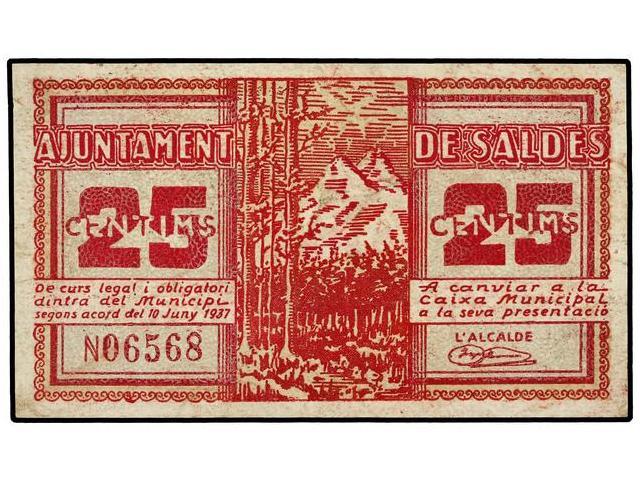 AJUNTAMENT DE SALDES
25 CENTIMS
25 CENTIMS
De curs legal i obligatori
dintra del Municipi
segons acord del 10 Juny 1937
N06568
A canviar a la
Caixa Municipal
a la seva presentació
L'ALCALDE